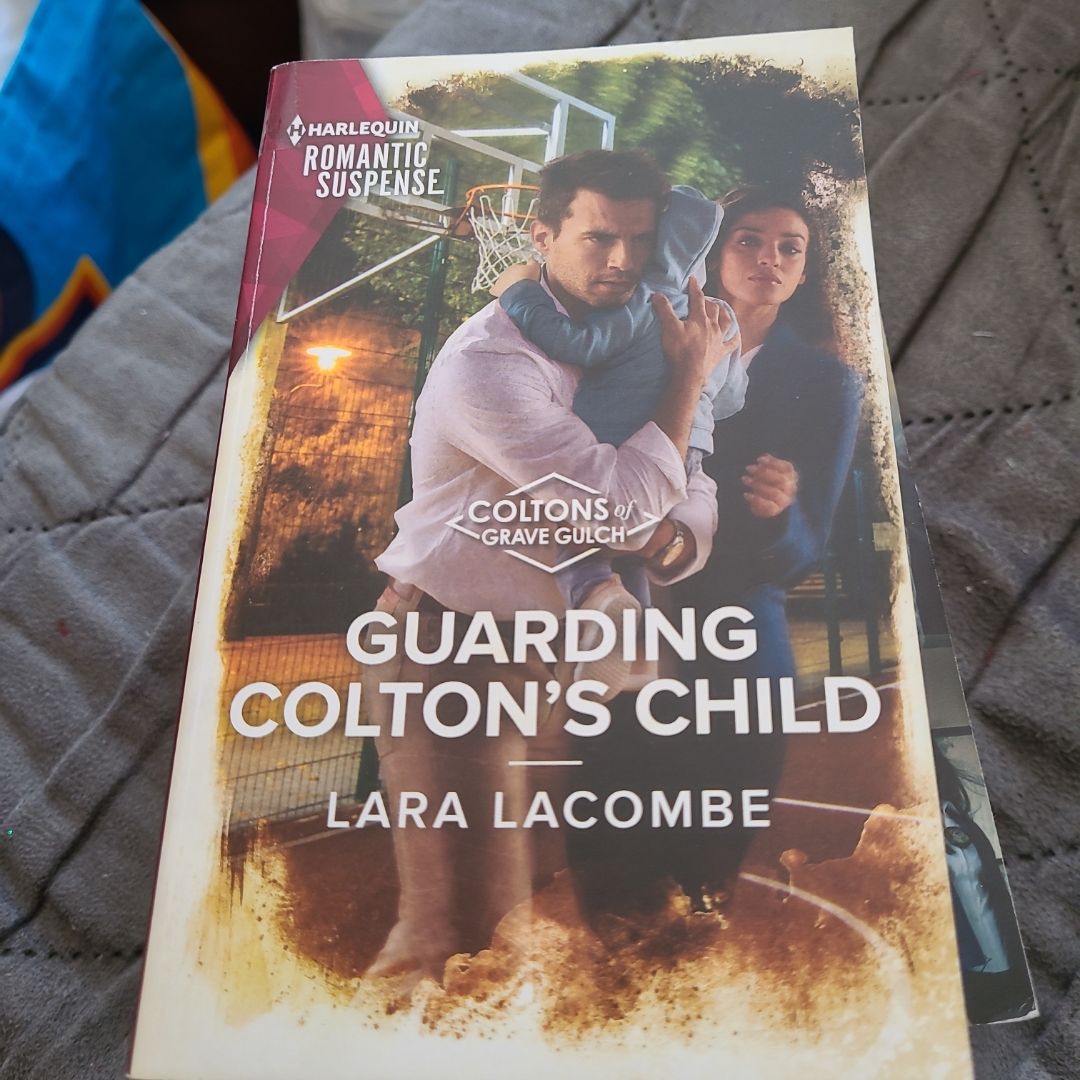 HARLEQUIN
ROMANTIC
SUSPENSE
COLTONS of
GRAVE GULCH
GUARDING
COLTON'S CHILD
LARA LACOMBE